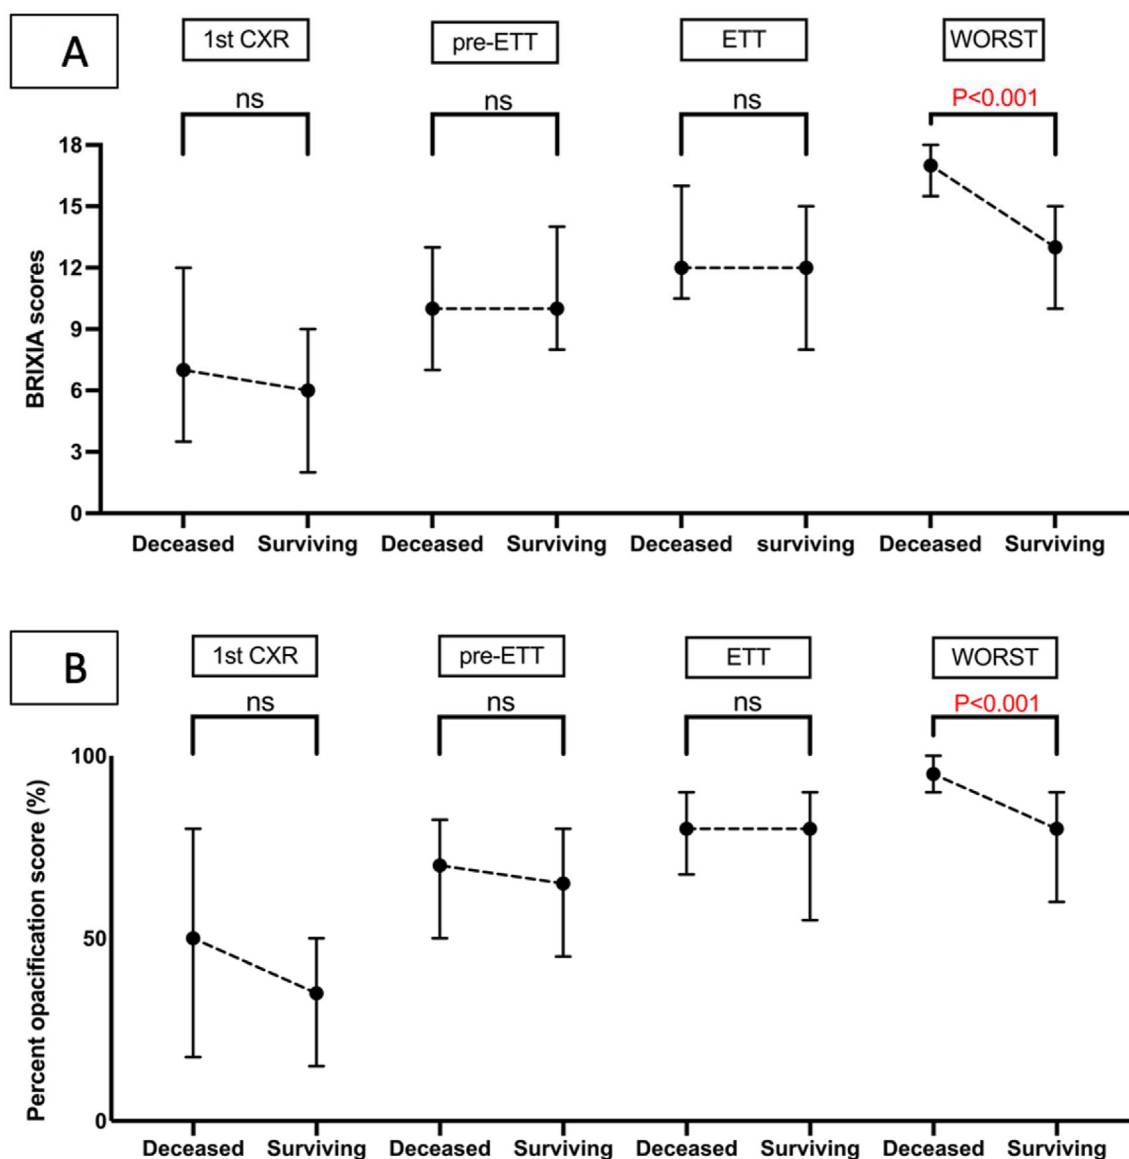 A
1st CXR pre-ETT ETT WORST
ns ns ns P<0.001
BRIXIA scores
18
15
12
9
6
3
0
Deceased Surviving Deceased Surviving Deceased surviving Deceased Surviving
B
1st CXR pre-ETT ETT WORST
ns ns ns P<0.001
Percent opacification score (%)
100
50
0
Deceased Surviving Deceased Surviving Deceased Surviving Deceased Surviving